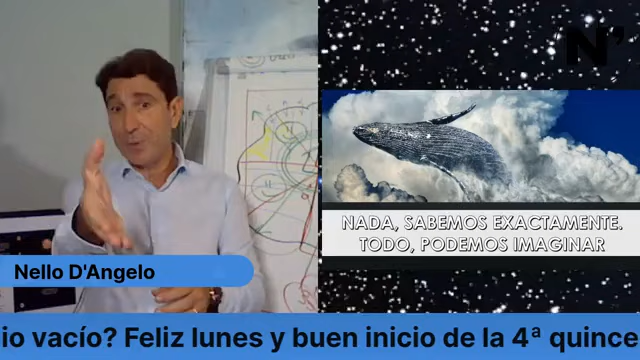 N'
NADA, SABEMOS EXACTAMENTE.
TODO, PODEMOS IMAGINAR
Nello D'Angelo
io vacío? Feliz lunes y buen inicio de la 4ª quince